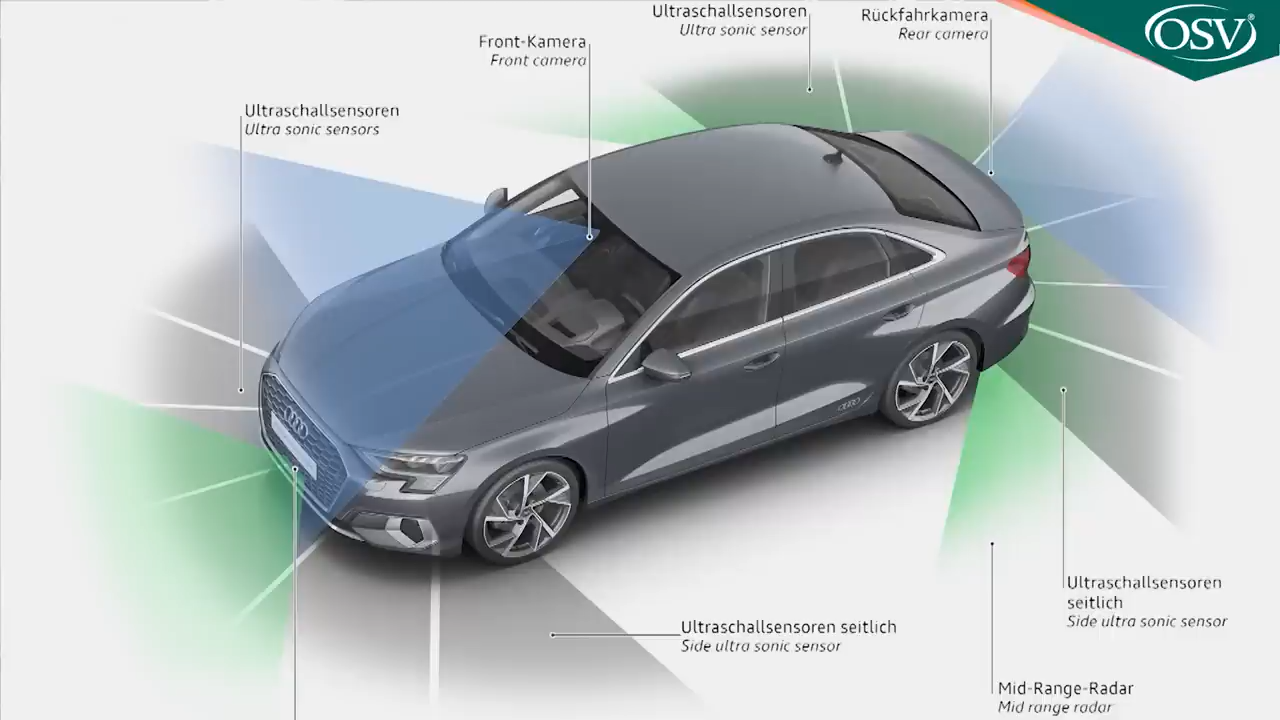 Ultraschallsensoren
Ultra sonic sensor
Rückfahrkamera
Rear camera
OSV®
Front-Kamera
Front camera
Ultraschallsensoren
Ultra sonic sensors
Ultraschallsensoren
seitlich
Side ultra sonic sensor
Ultraschallsensoren seitlich
Side ultra sonic sensor
Mid-Range-Radar
Mid range radar